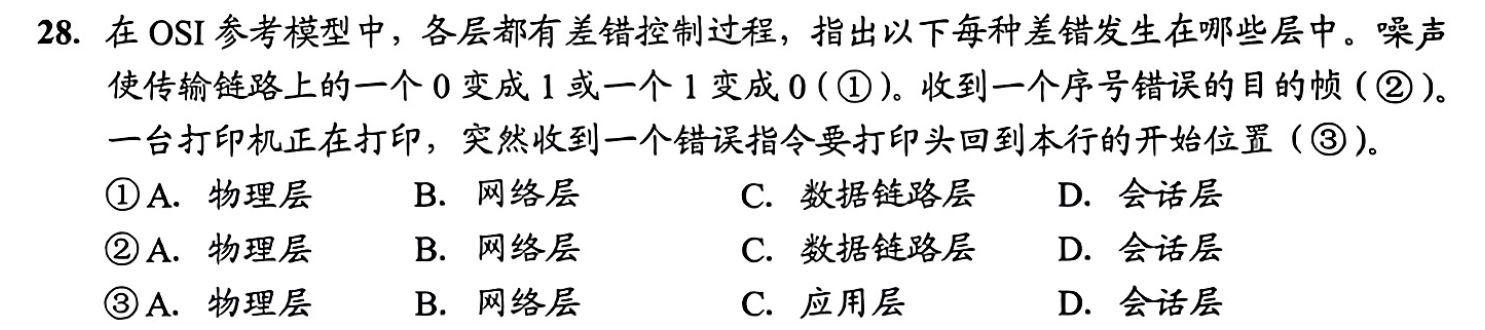 28. 在 OSI 参考模型中，各层都有差错控制过程，指出以下每种差错发生在哪些层中。噪声
使传输链路上的一个 0 变成 1 或一个 1 变成 0（①）。收到一个序号错误的目的帧（②）。
一台打印机正在打印，突然收到一个错误指令要打印头回到本行的开始位置（③）。
①A. 物理层 B. 网络层 C. 数据链路层 D. 会话层
②A. 物理层 B. 网络层 C. 数据链路层 D. 会话层
③A. 物理层 B. 网络层 C. 应用层 D. 会话层